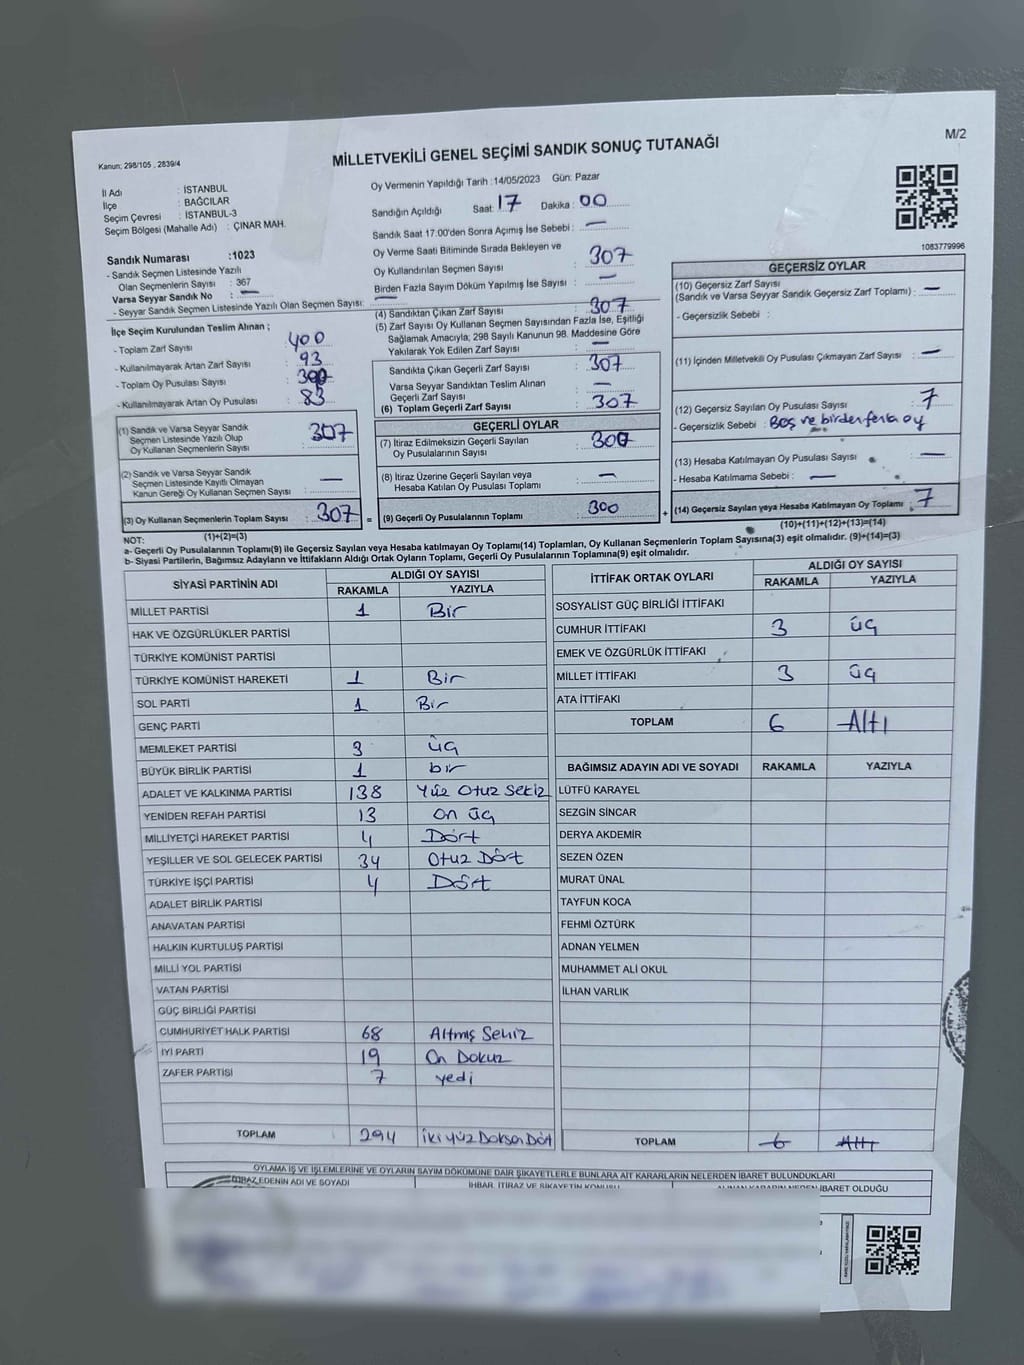 M/2
Kanun; 298/105 , 2839/4
MİLLETVEKİLİ GENEL SEÇİMİ SANDIK SONUÇ TUTANAĞI
İl Adı : İSTANBUL
İlçe : BAĞCILAR
Seçim Çevresi : İSTANBUL-3
Seçim Bölgesi (Mahalle Adı) : ÇINAR MAH.
Oy Vermenin Yapıldığı Tarih :14/05/2023 Gün: Pazar
Sandığın Açıldığı Saat: 17 Dakika : 00
Sandık Saat 17.00'den Sonra Açımış İse Sebebi : —
Oy Verme Saati Bitiminde Sırada Bekleyen ve
Oy Kullandırılan Seçmen Sayısı : 307
Birden Fazla Sayım Döküm Yapılmış İse Sayısı : —
1083779996
Sandık Numarası :1023
- Sandık Seçmen Listesinde Yazılı
Olan Seçmenlerin Sayısı : 367
Varsa Seyyar Sandık No : —
- Seyyar Sandık Seçmen Listesinde Yazılı Olan Seçmen Sayısı: —
İlçe Seçim Kurulundan Teslim Alınan ;
- Toplam Zarf Sayısı : 400
- Kullanılmayarak Artan Zarf Sayısı : 93
- Toplam Oy Pusulası Sayısı :
- Kullanılmayarak Artan Oy Pusulası : 83
(1) Sandık ve Varsa Seyyar Sandık
Seçmen Listesinde Yazılı Olup
Oy Kullanan Seçmenlerin Sayısı : 307
(2) Sandık ve Varsa Seyyar Sandık
Seçmen Listesinde Kayıtlı Olmayan
Kanun Gereği Oy Kullanan Seçmen Sayısı : —
(3) Oy Kullanan Seçmenlerin Toplam Sayısı : 307 =
(1)+(2)=(3)
(4) Sandıktan Çıkan Zarf Sayısı : 307
(5) Zarf Sayısı Oy Kullanan Seçmen Sayısından Fazla İse, Eşitliği
Sağlamak Amacıyla; 298 Sayılı Kanunun 98. Maddesine Göre
Yakılarak Yok Edilen Zarf Sayısı : —
Sandıkta Çıkan Geçerli Zarf Sayısı : 307
Varsa Seyyar Sandıktan Teslim Alınan
Geçerli Zarf Sayısı : —
(6) Toplam Geçerli Zarf Sayısı : 307
GEÇERLİ OYLAR
(7) İtiraz Edilmeksizin Geçerli Sayılan
Oy Pusulalarının Sayısı : 300
(8) İtiraz Üzerine Geçerli Sayılan veya
Hesaba Katılan Oy Pusulası Toplamı : —
(9) Geçerli Oy Pusulalarının Toplamı : 300 +
GEÇERSİZ OYLAR
(10) Geçersiz Zarf Sayısı
(Sandık ve Varsa Seyyar Sandık Geçersiz Zarf Toplamı) : —
- Geçersizlik Sebebi :
(11) İçinden Milletvekili Oy Pusulası Çıkmayan Zarf Sayısı : —
(12) Geçersiz Sayılan Oy Pusulası Sayısı : 7
- Geçersizlik Sebebi : Boş ve birden fazla oy
(13) Hesaba Katılmayan Oy Pusulası Sayısı : —
- Hesaba Katılmama Sebebi : —
(14) Geçersiz Sayılan veya Hesaba Katılmayan Oy Toplamı : 7
(10)+(11)+(12)+(13)=(14)
NOT:
a- Geçerli Oy Pusulalarının Toplamı(9) ile Geçersiz Sayılan veya Hesaba katılmayan Oy Toplamı(14) Toplamları, Oy Kullanan Seçmenlerin Toplam Sayısına(3) eşit olmalıdır. (9)+(14)=(3)
b- Siyasi Partilerin, Bağımsız Adayların ve İttifakların Aldığı Ortak Oyların Toplamı, Geçerli Oy Pusulalarının Toplamına(9) eşit olmalıdır.
SİYASİ PARTİNİN ADI ALDIĞI OY SAYISI
RAKAMLA YAZIYLA
MİLLET PARTİSİ 1 Bir
HAK VE ÖZGÜRLÜKLER PARTİSİ
TÜRKİYE KOMÜNİST PARTİSİ
TÜRKİYE KOMÜNİST HAREKETİ 1 Bir
SOL PARTİ 1 Bir
GENÇ PARTİ
MEMLEKET PARTİSİ 3 üç
BÜYÜK BİRLİK PARTİSİ 1 bir
ADALET VE KALKINMA PARTİSİ 138 Yüz Otuz Sekiz
YENİDEN REFAH PARTİSİ 13 on üç
MİLLİYETÇİ HAREKET PARTİSİ 4 Dört
YEŞİLLER VE SOL GELECEK PARTİSİ 34 Otuz Dört
TÜRKİYE İŞÇİ PARTİSİ 4 Dört
ADALET BİRLİK PARTİSİ
ANAVATAN PARTİSİ
HALKIN KURTULUŞ PARTİSİ
MİLLİ YOL PARTİSİ
VATAN PARTİSİ
GÜÇ BİRLİĞİ PARTİSİ
CUMHURİYET HALK PARTİSİ 68 Altmış Sekiz
İYİ PARTİ 19 On Dokuz
ZAFER PARTİSİ 7 yedi
TOPLAM 294 İki Yüz Doksan Dört
İTTİFAK ORTAK OYLARI ALDIĞI OY SAYISI
RAKAMLA YAZIYLA
SOSYALİST GÜÇ BİRLİĞİ İTTİFAKI
CUMHUR İTTİFAKI 3 üç
EMEK VE ÖZGÜRLÜK İTTİFAKI
MİLLET İTTİFAKI 3 üç
ATA İTTİFAKI
TOPLAM 6 Altı
BAĞIMSIZ ADAYIN ADI VE SOYADI RAKAMLA YAZIYLA
LÜTFÜ KARAYEL
SEZGİN SİNCAR
DERYA AKDEMİR
SEZEN ÖZEN
MURAT ÜNAL
TAYFUN KOCA
FEHMİ ÖZTÜRK
ADNAN YELMEN
MUHAMMET ALİ OKUL
İLHAN VARLIK
TOPLAM 6 Altı
OYLAMA İŞ VE İŞLEMLERİNE VE OYLARIN SAYIM DÖKÜMÜNE DAİR ŞİKAYETLERLE BUNLARA AİT KARARLARIN NELERDEN İBARET BULUNDUKLARI
İTİRAZ EDENİN ADI VE SOYADI İHBAR, İTİRAZ VE ŞİKAYETİN KONUSU ALINAN KARARIN NEDEN İBARET OLDUĞU